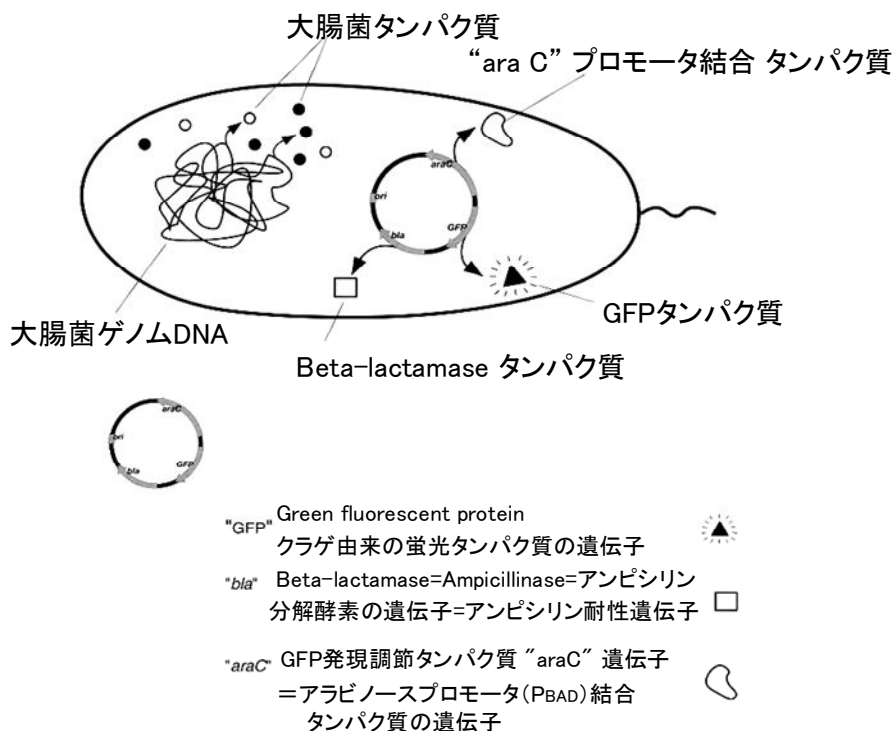 大腸菌タンパク質
“ara C” プロモータ結合 タンパク質
araC
ori
GFP
bla
GFPタンパク質
大腸菌ゲノムDNA
Beta-lactamase タンパク質
araC
ori
GFP
bla
"GFP" Green fluorescent protein
クラゲ由来の蛍光タンパク質の遺伝子
"bla" Beta-lactamase=Ampicillinase=アンピシリン
分解酵素の遺伝子=アンピシリン耐性遺伝子
"araC" GFP発現調節タンパク質 "araC" 遺伝子
=アラビノースプロモータ(PBAD)結合
タンパク質の遺伝子